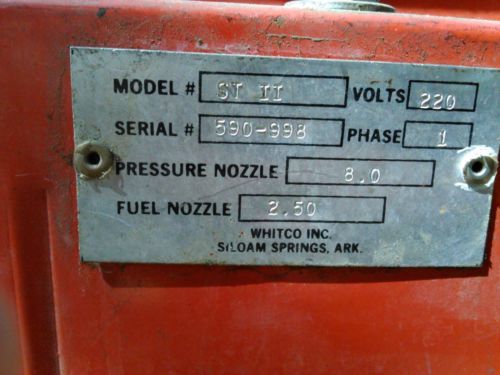 MODEL # ST II VOLTS 220
SERIAL # 590-998 PHASE 1
PRESSURE NOZZLE 8.0
FUEL NOZZLE 2.50
WHITCO INC.
SILOAM SPRINGS, ARK.